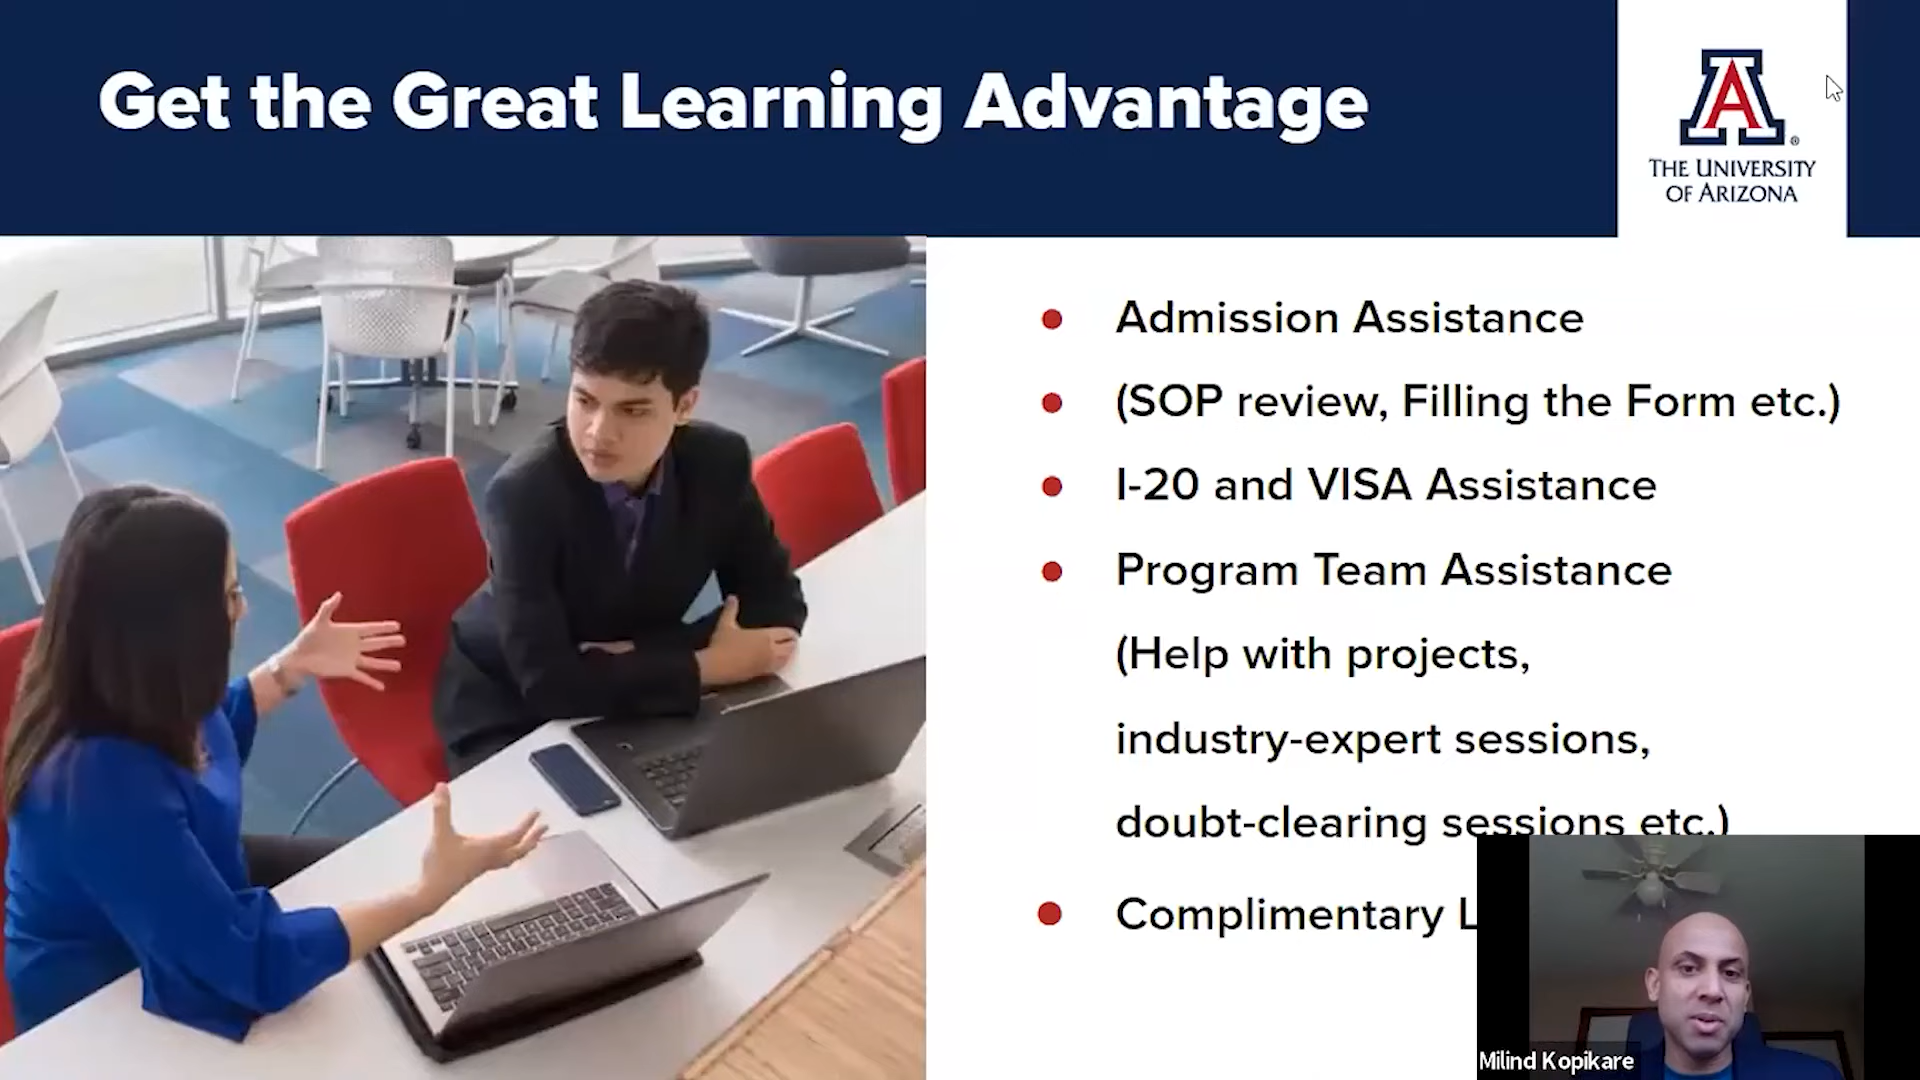 Get the Great Learning Advantage
A
THE UNIVERSITY
OF ARIZONA
Admission Assistance
(SOP review, Filling the Form etc.)
I-20 and VISA Assistance
Program Team Assistance
(Help with projects,
industry-expert sessions,
doubt-clearing sessions etc.)
Complimentary L
Milind Kopikare